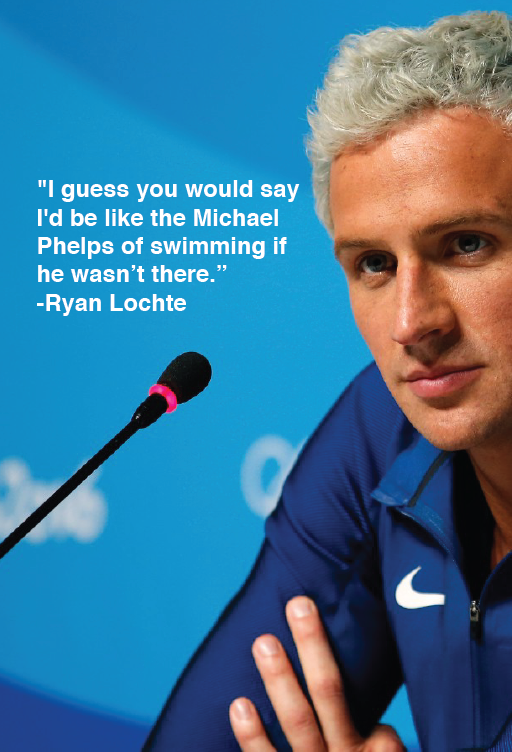 "I guess you would say
I'd be like the Michael
Phelps of swimming if
he wasn’t there.”
-Ryan Lochte